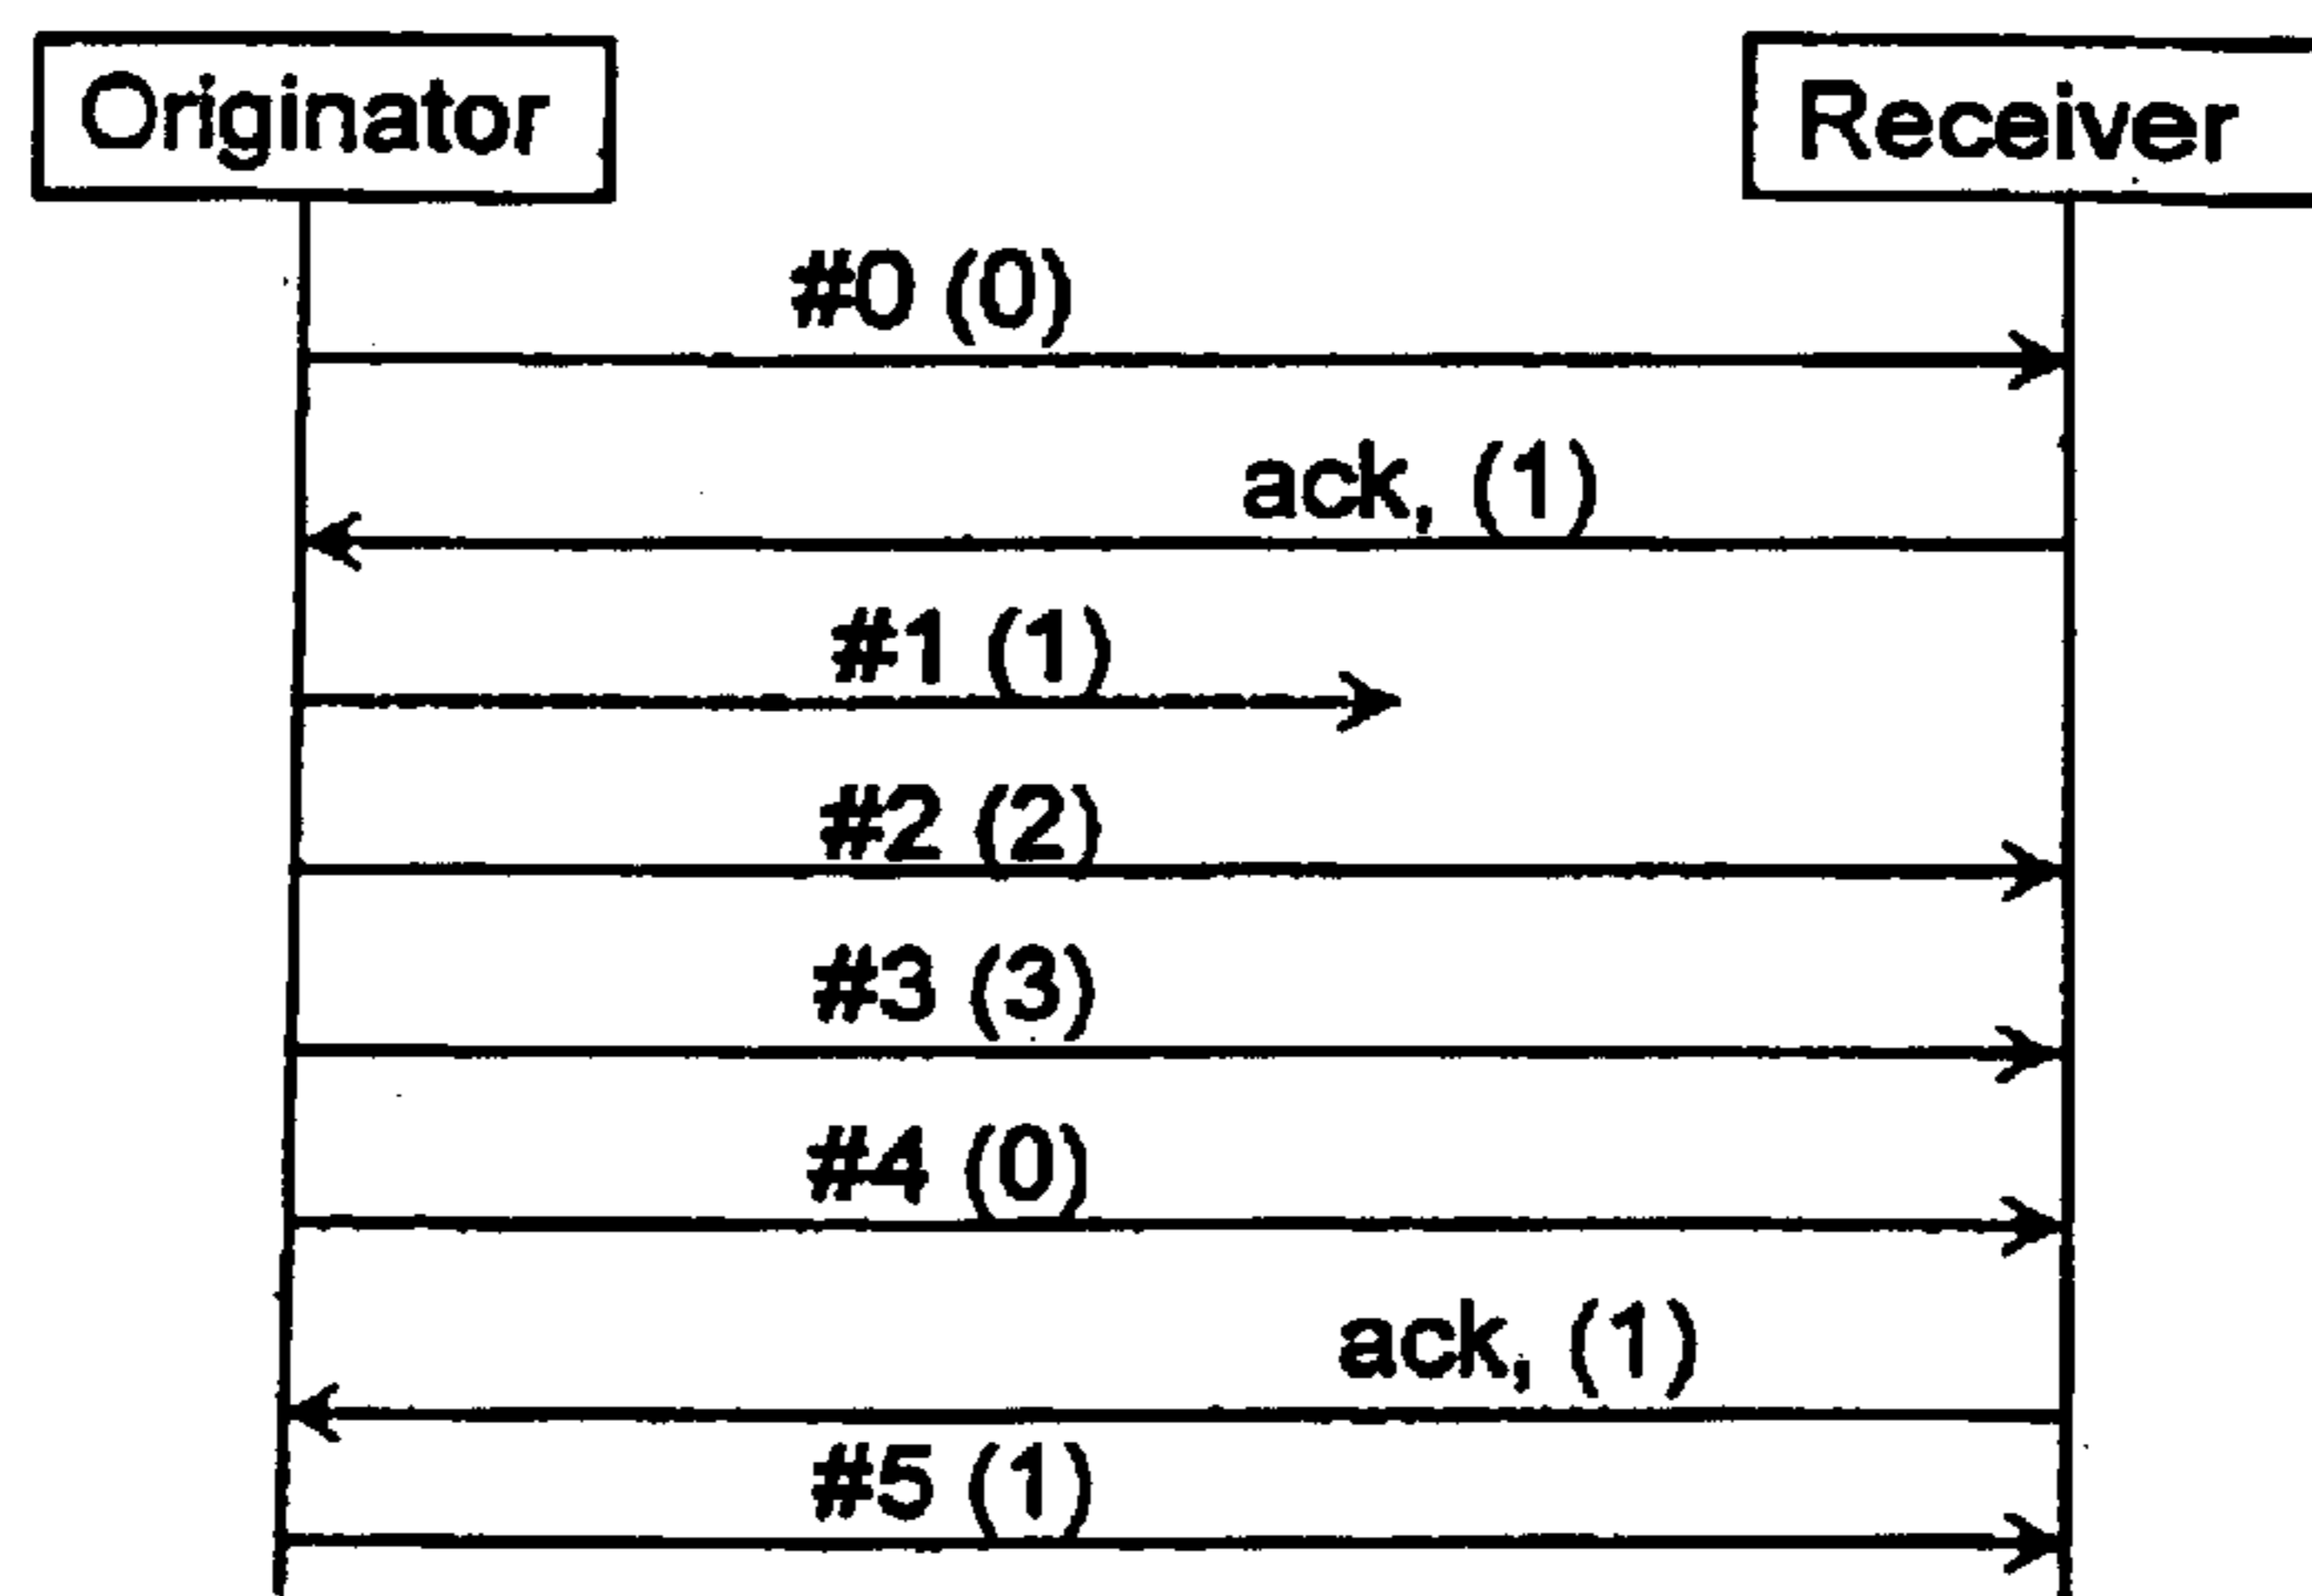 Originator
Receiver
#0 (0)
ack, (1)
#1 (1)
#2 (2)
#3 (3)
#4 (0)
ack, (1)
#5 (1)